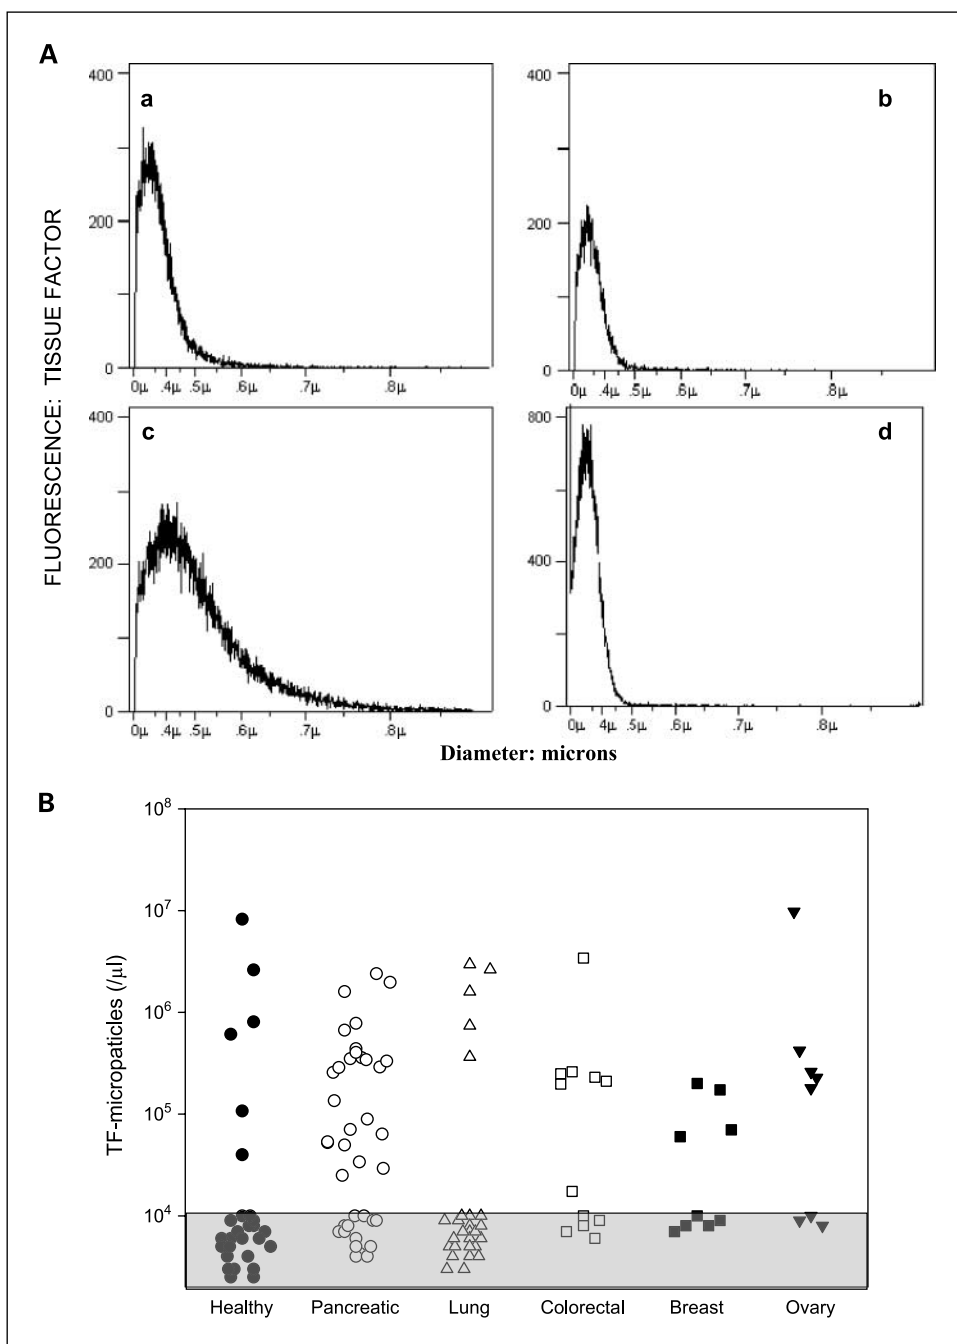 A
400
a
200
0
0μ .4μ .5μ .6μ .7μ .8μ
400
b
200
0
0μ .4μ .5μ .6μ .7μ .8μ
FLUORESCENCE: TISSUE FACTOR
400
c
200
0
0μ .4μ .5μ .6μ .7μ .8μ
800
d
400
0
0μ .4μ .5μ .6μ .7μ .8μ
Diameter: microns
B
TF-micropaticles (/μl)
10⁸
10⁷
10⁶
10⁵
10⁴
Healthy Pancreatic Lung Colorectal Breast Ovary